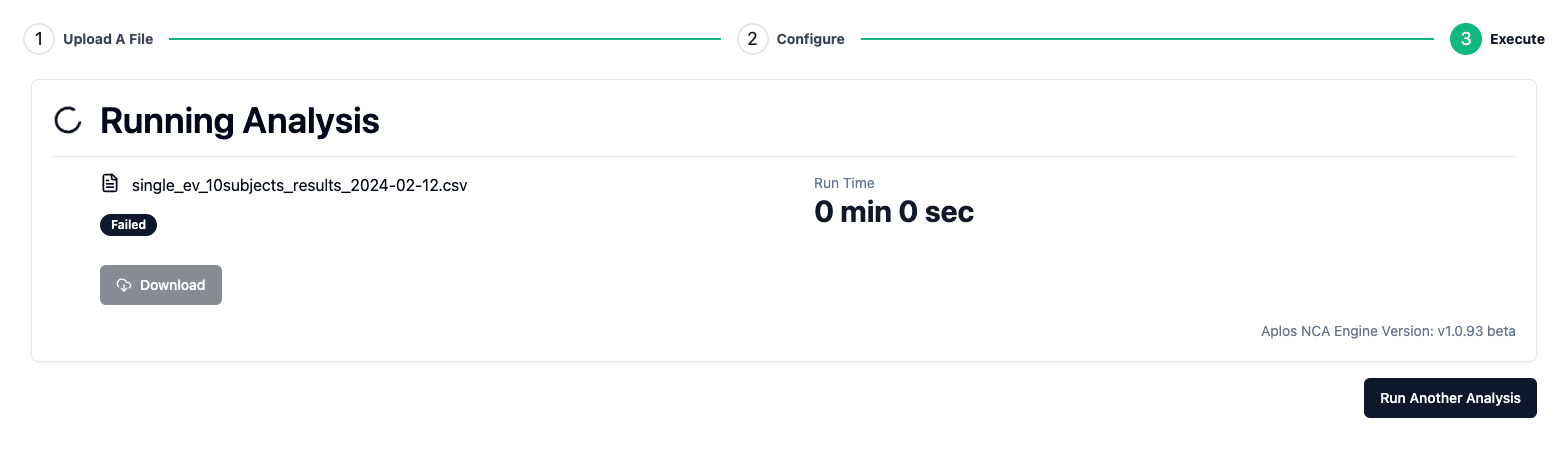 1 Upload A File 2 Configure 3 Execute
Running Analysis
single_ev_10subjects_results_2024-02-12.csv
Failed
Download
Run Time
0 min 0 sec
Aplos NCA Engine Version: v1.0.93 beta
Run Another Analysis